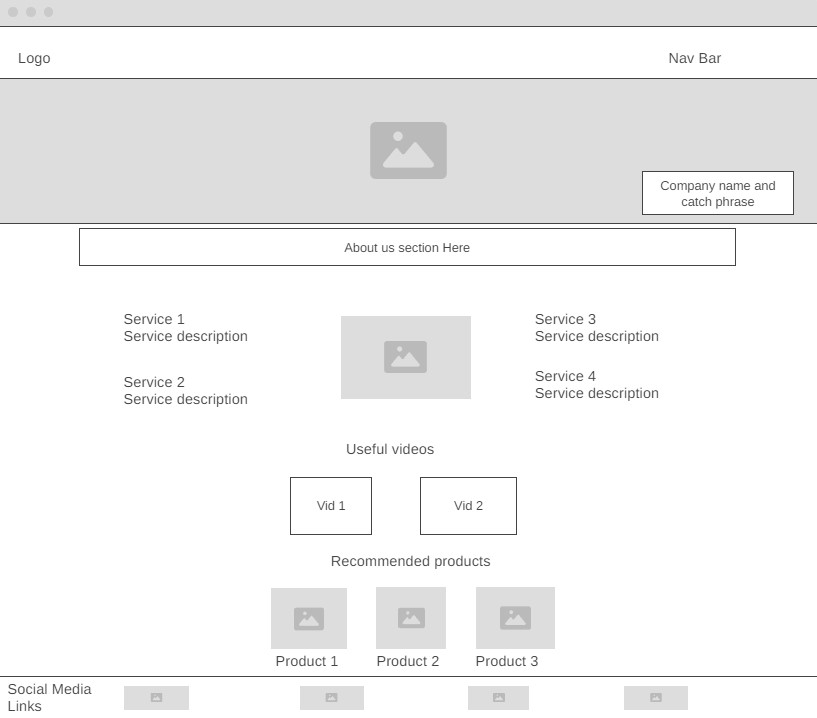 Logo
Nav Bar
Company name and
catch phrase
About us section Here
Service 1
Service description
Service 2
Service description
Service 3
Service description
Service 4
Service description
Useful videos
Vid 1
Vid 2
Recommended products
Product 1
Product 2
Product 3
Social Media
Links